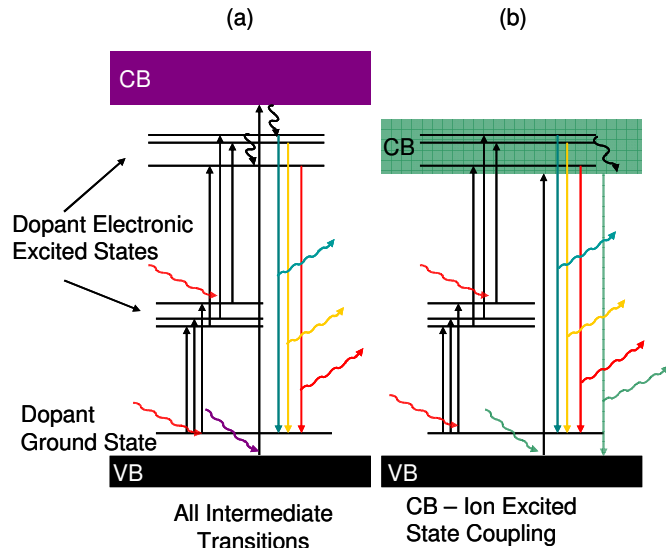 (a)
(b)
CB
CB
Dopant Electronic
Excited States
Dopant
Ground State
VB
VB
All Intermediate
Transitions
CB – Ion Excited
State Coupling